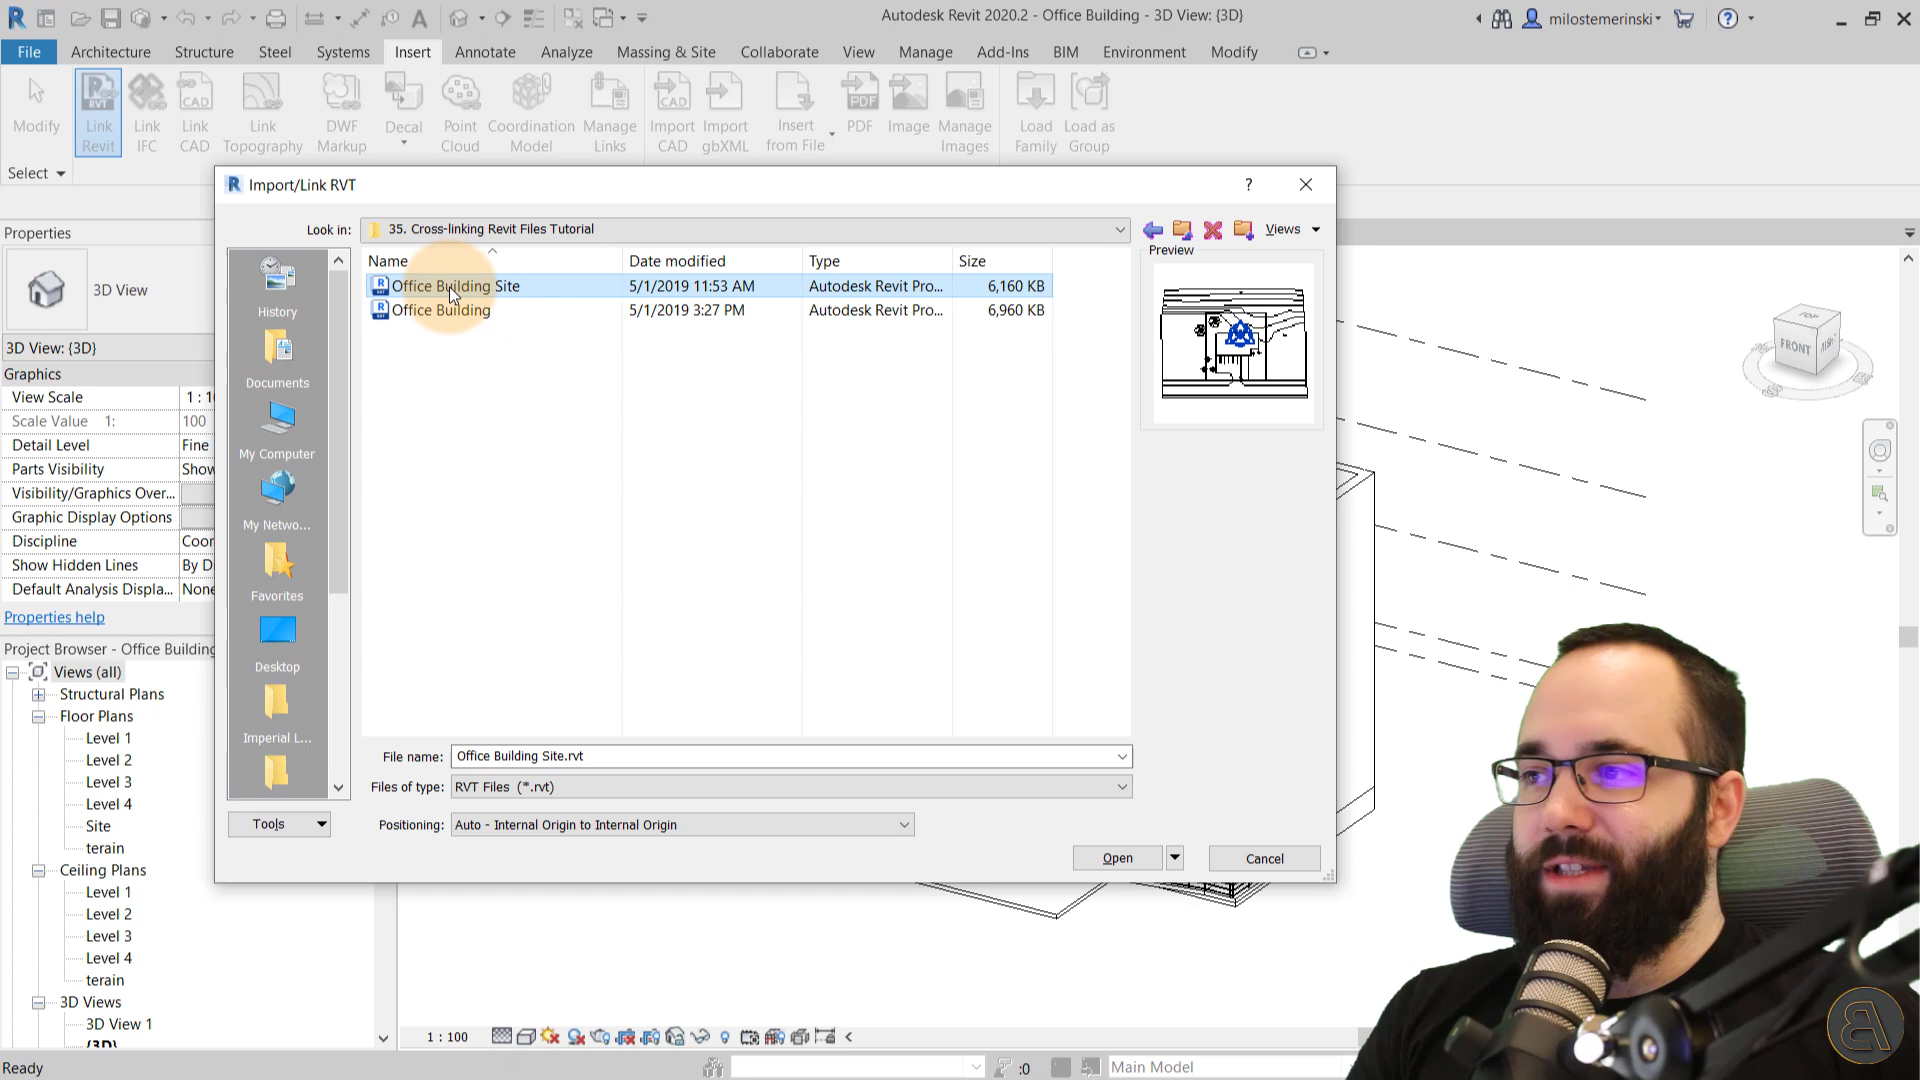 Autodesk Revit 2020.2 - Office Building - 3D View: {3D}
milostemerinski
File Architecture Structure Steel Systems Insert Annotate Analyze Massing & Site Collaborate View Manage Add-Ins BIM Environment Modify
Modify
Link Revit
Link IFC
Link CAD
Link Topography
DWF Markup
Decal
Point Cloud
Coordination Model
Manage Links
Import CAD
Import gbXML
Insert from File
PDF
Image
Manage Images
Load Family
Load as Group
Select
Import/Link RVT
?
Look in: 35. Cross-linking Revit Files Tutorial
Views
Preview
Name Date modified Type Size
Office Building Site 5/1/2019 11:53 AM Autodesk Revit Pro... 6,160 KB
Office Building 5/1/2019 3:27 PM Autodesk Revit Pro... 6,960 KB
History
Documents
My Computer
My Netwo...
Favorites
Desktop
Imperial L...
File name: Office Building Site.rvt
Files of type: RVT Files (*.rvt)
Tools
Positioning: Auto - Internal Origin to Internal Origin
Open
Cancel
Properties
3D View
3D View: {3D}
Graphics
View Scale 1 : 1
Scale Value 1: 100
Detail Level Fine
Parts Visibility Show
Visibility/Graphics Over...
Graphic Display Options
Discipline Coor
Show Hidden Lines By D
Default Analysis Displa... None
Properties help
Project Browser - Office Building
Views (all)
Structural Plans
Floor Plans
Level 1
Level 2
Level 3
Level 4
Site
terain
Ceiling Plans
Level 1
Level 2
Level 3
Level 4
terain
3D Views
3D View 1
{3D}
TOP
FRONT
1 : 100
Ready
:0
Main Model